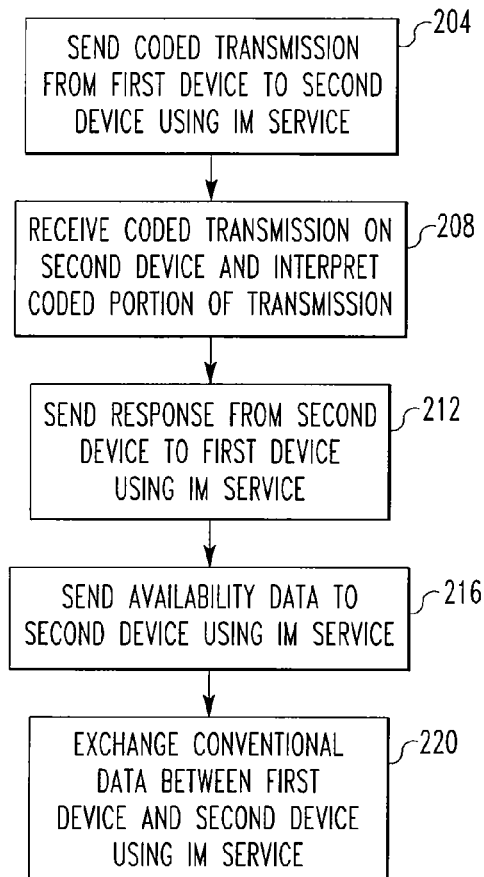 204
SEND CODED TRANSMISSION
FROM FIRST DEVICE TO SECOND
DEVICE USING IM SERVICE
208
RECEIVE CODED TRANSMISSION ON
SECOND DEVICE AND INTERPRET
CODED PORTION OF TRANSMISSION
212
SEND RESPONSE FROM SECOND
DEVICE TO FIRST DEVICE
USING IM SERVICE
216
SEND AVAILABILITY DATA TO
SECOND DEVICE USING IM SERVICE
220
EXCHANGE CONVENTIONAL
DATA BETWEEN FIRST
DEVICE AND SECOND DEVICE
USING IM SERVICE